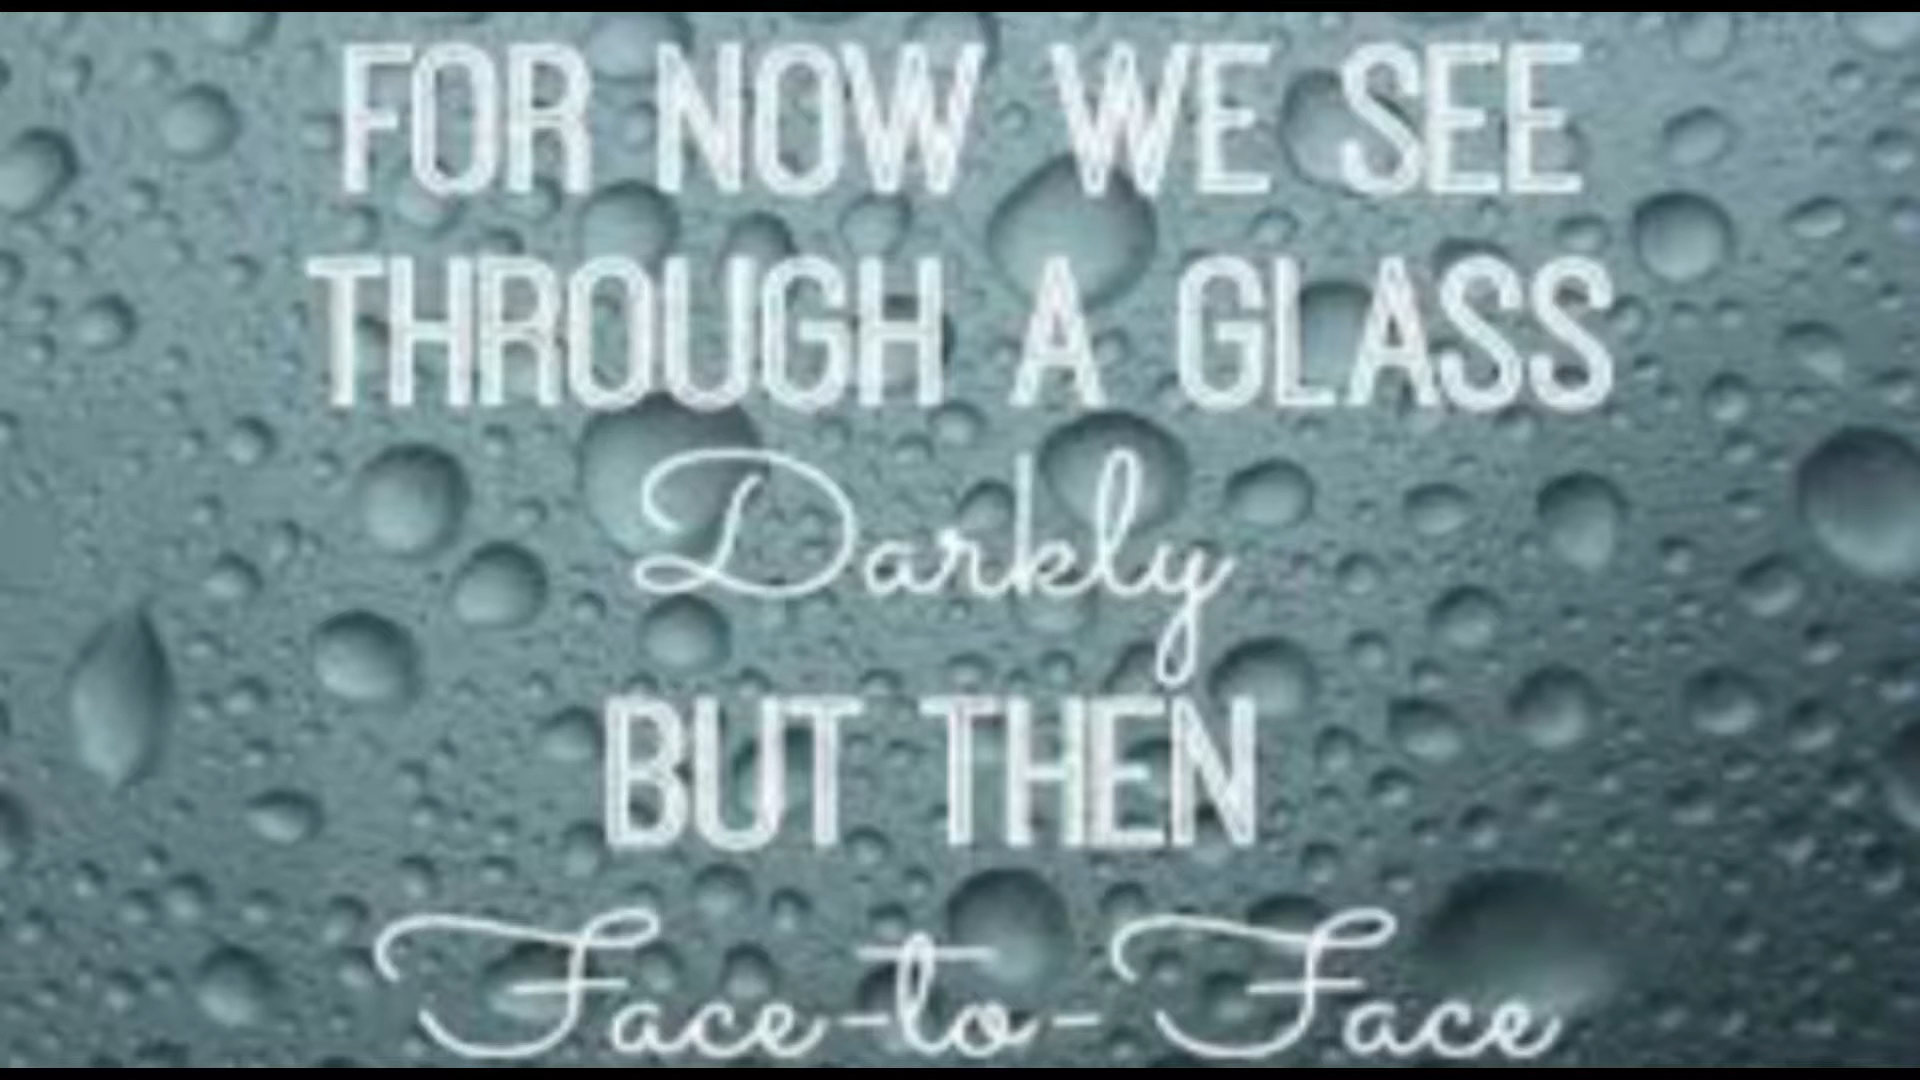 FOR NOW WE SEE
THROUGH A GLASS
Darkly
BUT THEN
Face-to-Face